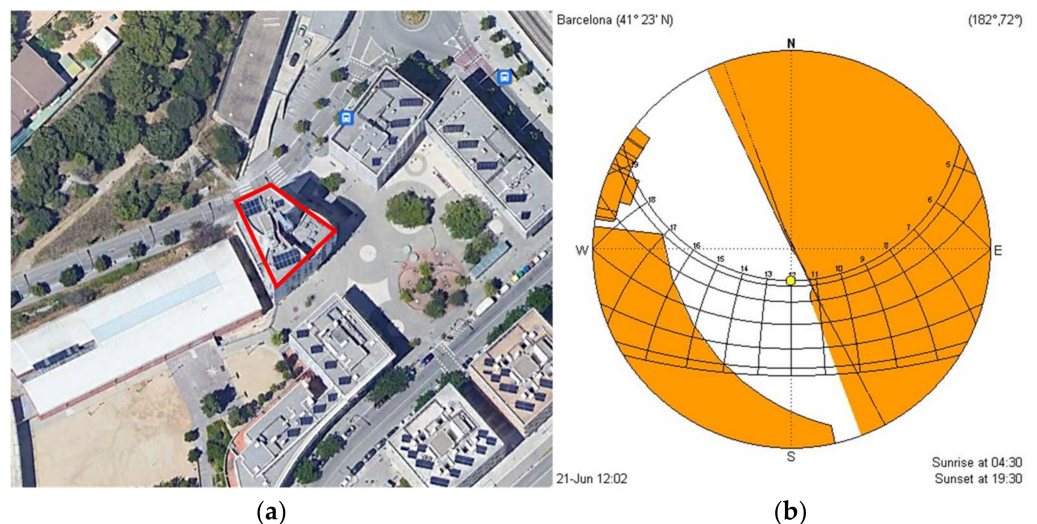 Barcelona (41° 23' N)
(182°,72°)
N
5
19
6
18
7
17
8
16
9
15
14
13
12
11
10
W
E
S
21-Jun 12:02
Sunrise at 04:30
Sunset at 19:30
(a)
(b)